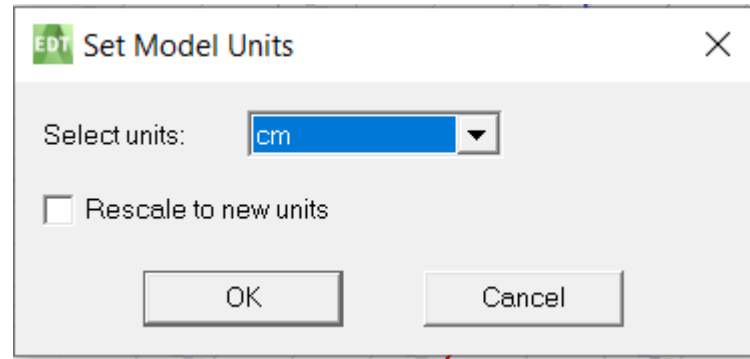 EDT Set Model Units
Select units: cm
Rescale to new units
OK Cancel